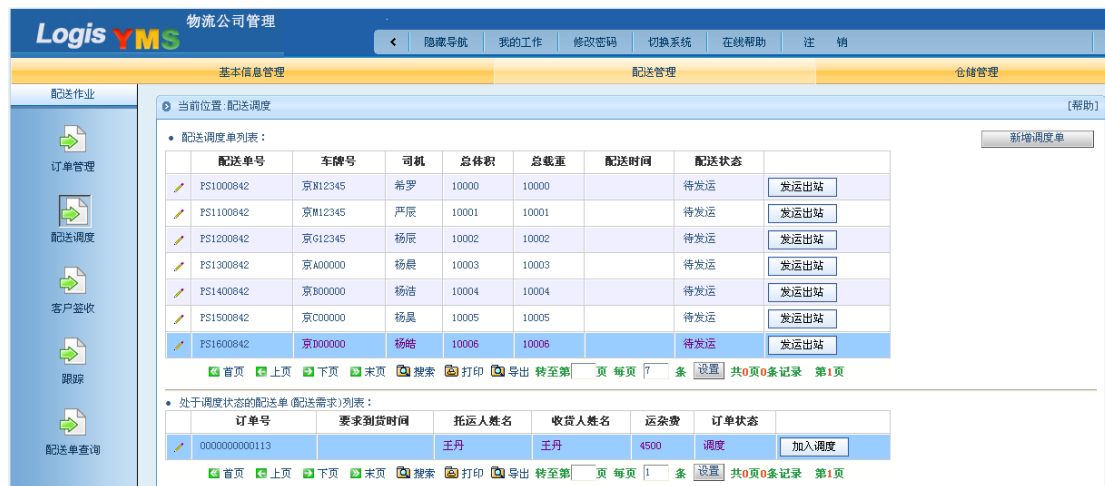 Logis YMS 物流公司管理
隐藏导航 我的工作 修改密码 切换系统 在线帮助 注 销
基本信息管理 配送管理 仓储管理
配送作业
当前位置:配送调度 [帮助]
配送调度单列表： 新增调度单
配送单号 车牌号 司机 总体积 总载重 配送时间 配送状态
PS1000842 京N12345 希罗 10000 10000 待发运 发运出站
PS1100842 京M12345 严辰 10001 10001 待发运 发运出站
PS1200842 京G12345 杨辰 10002 10002 待发运 发运出站
PS1300842 京A00000 杨晨 10003 10003 待发运 发运出站
PS1400842 京B00000 杨浩 10004 10004 待发运 发运出站
PS1500842 京C00000 杨昊 10005 10005 待发运 发运出站
PS1600842 京D00000 杨皓 10006 10006 待发运 发运出站
首页 上页 下页 末页 搜索 打印 导出 转至第 页 每页 7 条 设置 共0页0条记录 第1页
处于调度状态的配送单(配送需求)列表：
订单号 要求到货时间 托运人姓名 收货人姓名 运杂费 订单状态
0000000000113 王丹 王丹 4500 调度 加入调度
首页 上页 下页 末页 搜索 打印 导出 转至第 页 每页 1 条 设置 共0页0条记录 第1页
订单管理
配送调度
客户签收
跟踪
配送单查询